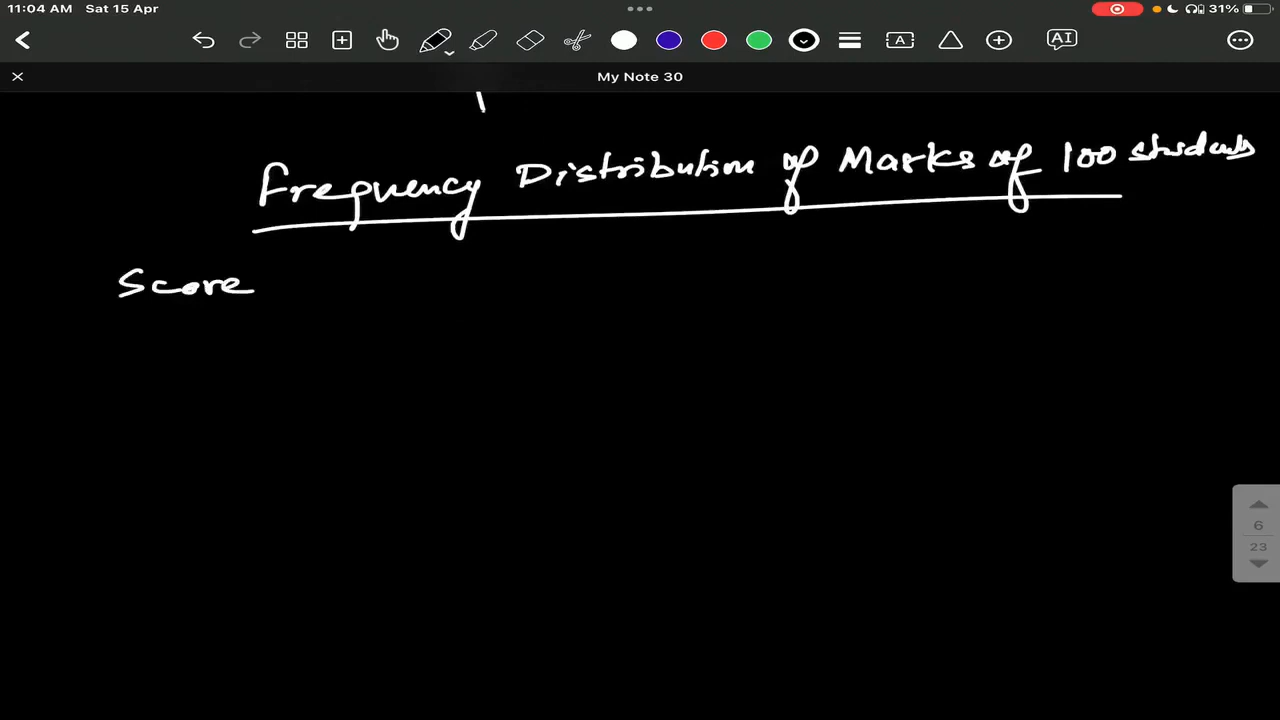 11:04 AM Sat 15 Apr 31%
A AI
My Note 30
Frequency Distribution of Marks of 100 students
Score
6
23